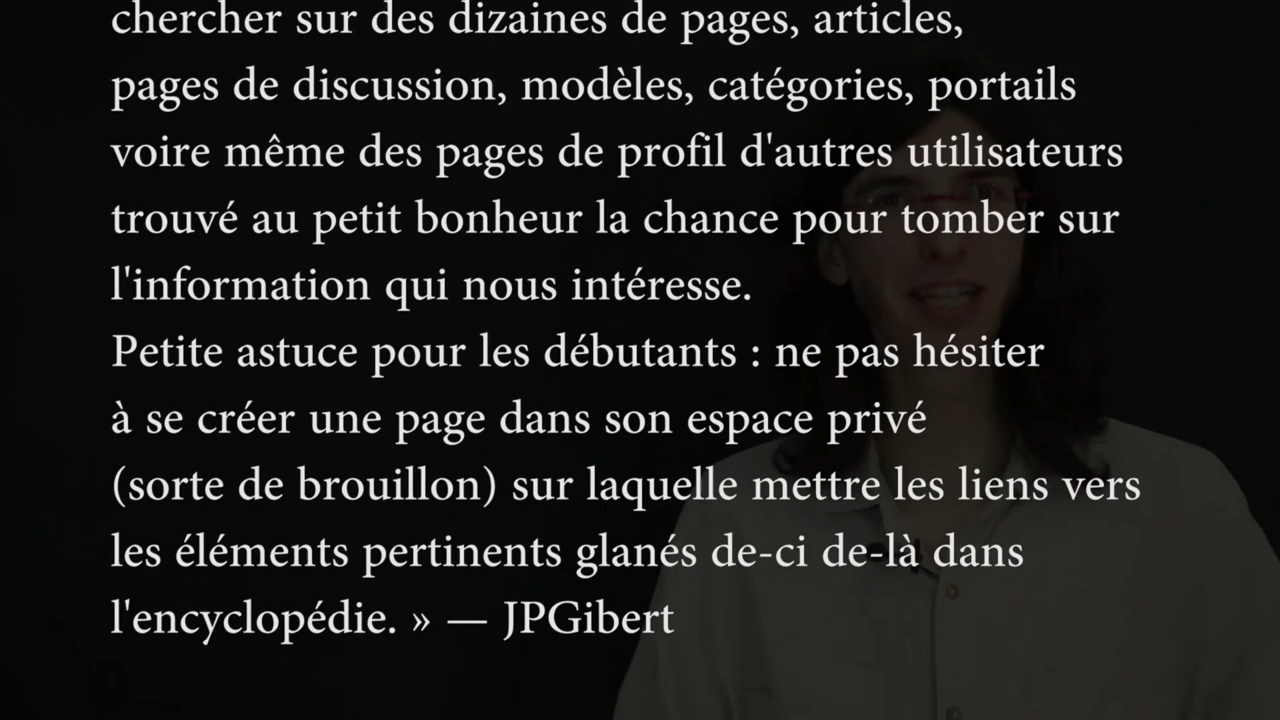 chercher sur des dizaines de pages, articles,
pages de discussion, modèles, catégories, portails
voire même des pages de profil d'autres utilisateurs
trouvé au petit bonheur la chance pour tomber sur
l'information qui nous intéresse.
Petite astuce pour les débutants : ne pas hésiter
à se créer une page dans son espace privé
(sorte de brouillon) sur laquelle mettre les liens vers
les éléments pertinents glanés de-ci de-là dans
l'encyclopédie. » — JPGibert